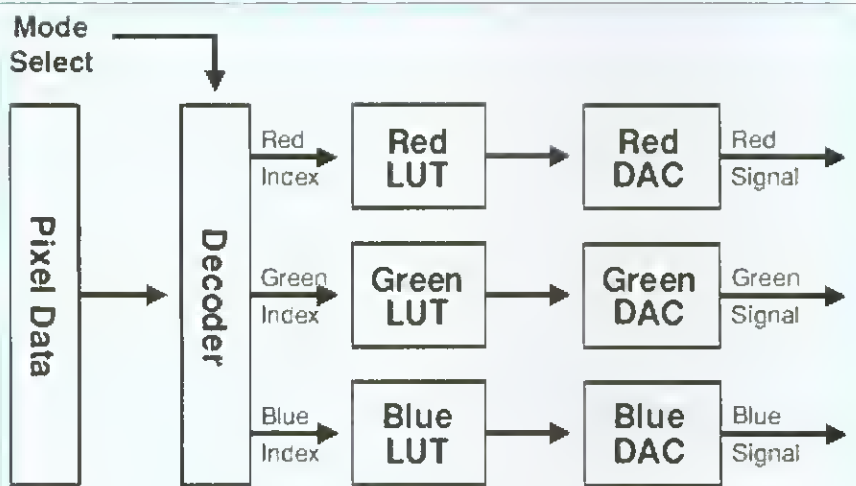 Mode
Select
Pixel Data
Decoder
Red
Index
Red
LUT
Red
DAC
Red
Signal
Green
Index
Green
LUT
Green
DAC
Green
Signal
Blue
Index
Blue
LUT
Blue
DAC
Blue
Signal